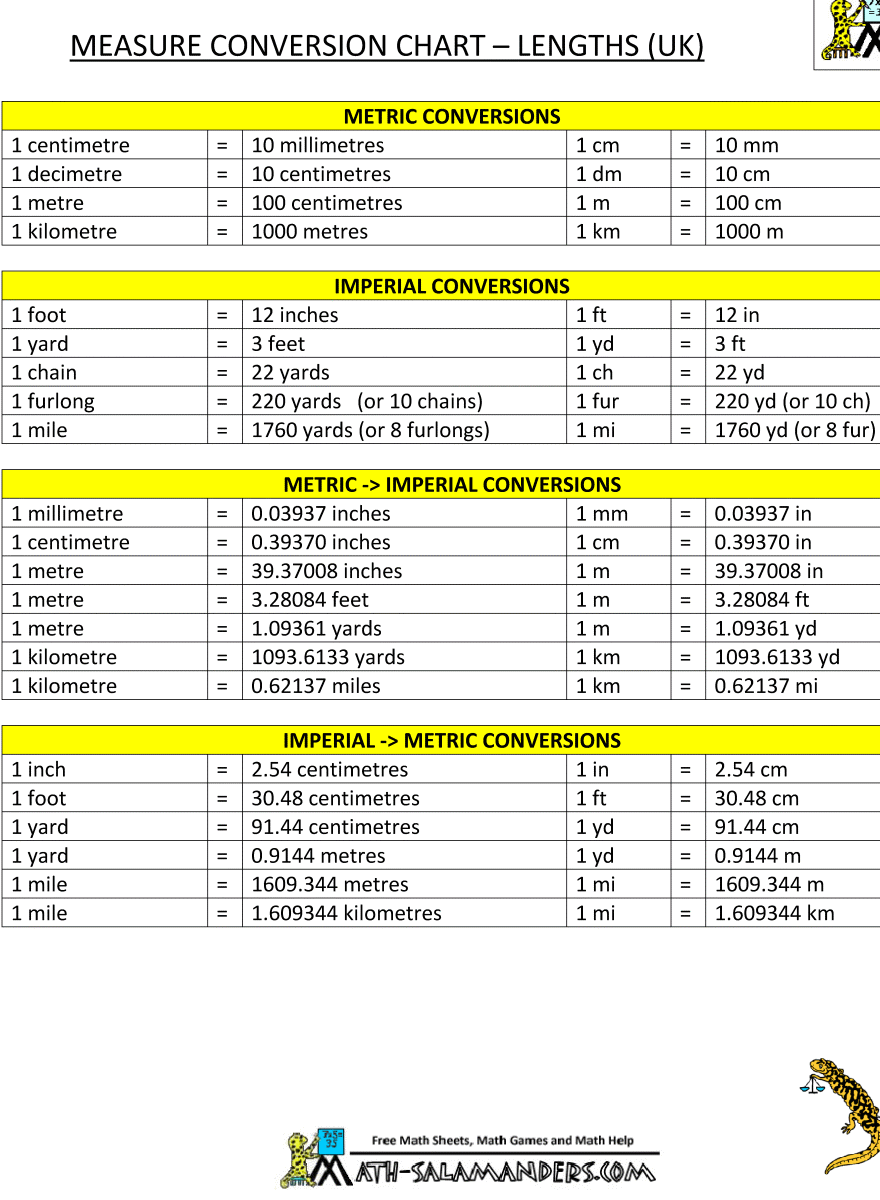 MEASURE CONVERSION CHART – LENGTHS (UK)
METRIC CONVERSIONS
1 centimetre = 10 millimetres 1 cm = 10 mm
1 decimetre = 10 centimetres 1 dm = 10 cm
1 metre = 100 centimetres 1 m = 100 cm
1 kilometre = 1000 metres 1 km = 1000 m
IMPERIAL CONVERSIONS
1 foot = 12 inches 1 ft = 12 in
1 yard = 3 feet 1 yd = 3 ft
1 chain = 22 yards 1 ch = 22 yd
1 furlong = 220 yards (or 10 chains) 1 fur = 220 yd (or 10 ch)
1 mile = 1760 yards (or 8 furlongs) 1 mi = 1760 yd (or 8 fur)
METRIC -> IMPERIAL CONVERSIONS
1 millimetre = 0.03937 inches 1 mm = 0.03937 in
1 centimetre = 0.39370 inches 1 cm = 0.39370 in
1 metre = 39.37008 inches 1 m = 39.37008 in
1 metre = 3.28084 feet 1 m = 3.28084 ft
1 metre = 1.09361 yards 1 m = 1.09361 yd
1 kilometre = 1093.6133 yards 1 km = 1093.6133 yd
1 kilometre = 0.62137 miles 1 km = 0.62137 mi
IMPERIAL -> METRIC CONVERSIONS
1 inch = 2.54 centimetres 1 in = 2.54 cm
1 foot = 30.48 centimetres 1 ft = 30.48 cm
1 yard = 91.44 centimetres 1 yd = 91.44 cm
1 yard = 0.9144 metres 1 yd = 0.9144 m
1 mile = 1609.344 metres 1 mi = 1609.344 m
1 mile = 1.609344 kilometres 1 mi = 1.609344 km
Free Math Sheets, Math Games and Math Help
MATH-SALAMANDERS.COM